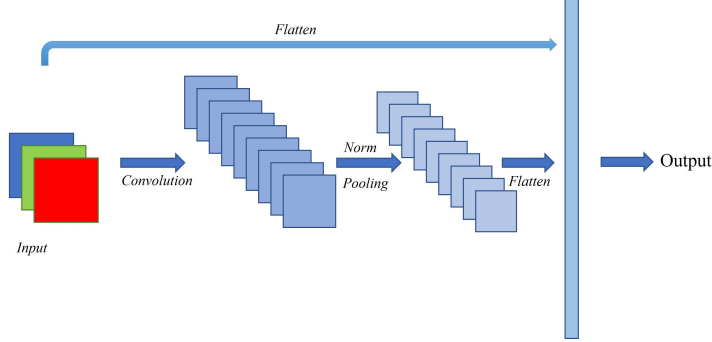 Flatten
Input
Convolution
Norm
Pooling
Flatten
Output